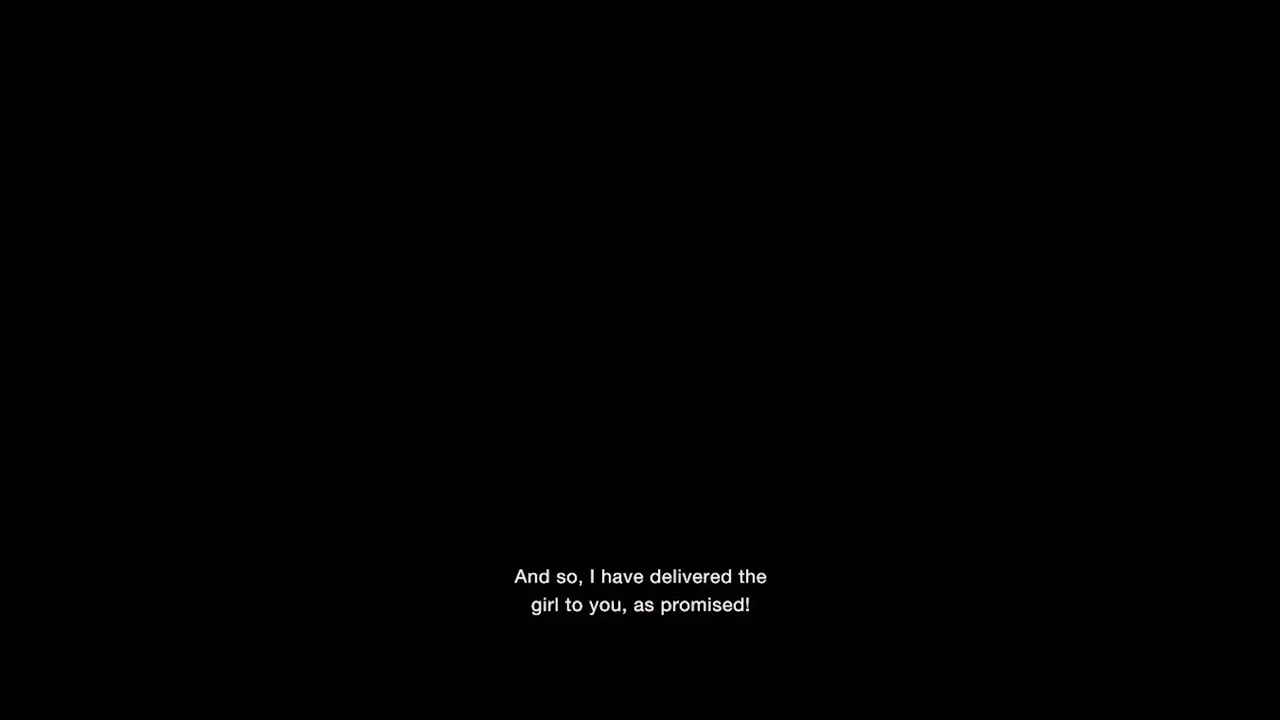 And so, I have delivered the
girl to you, as promised!